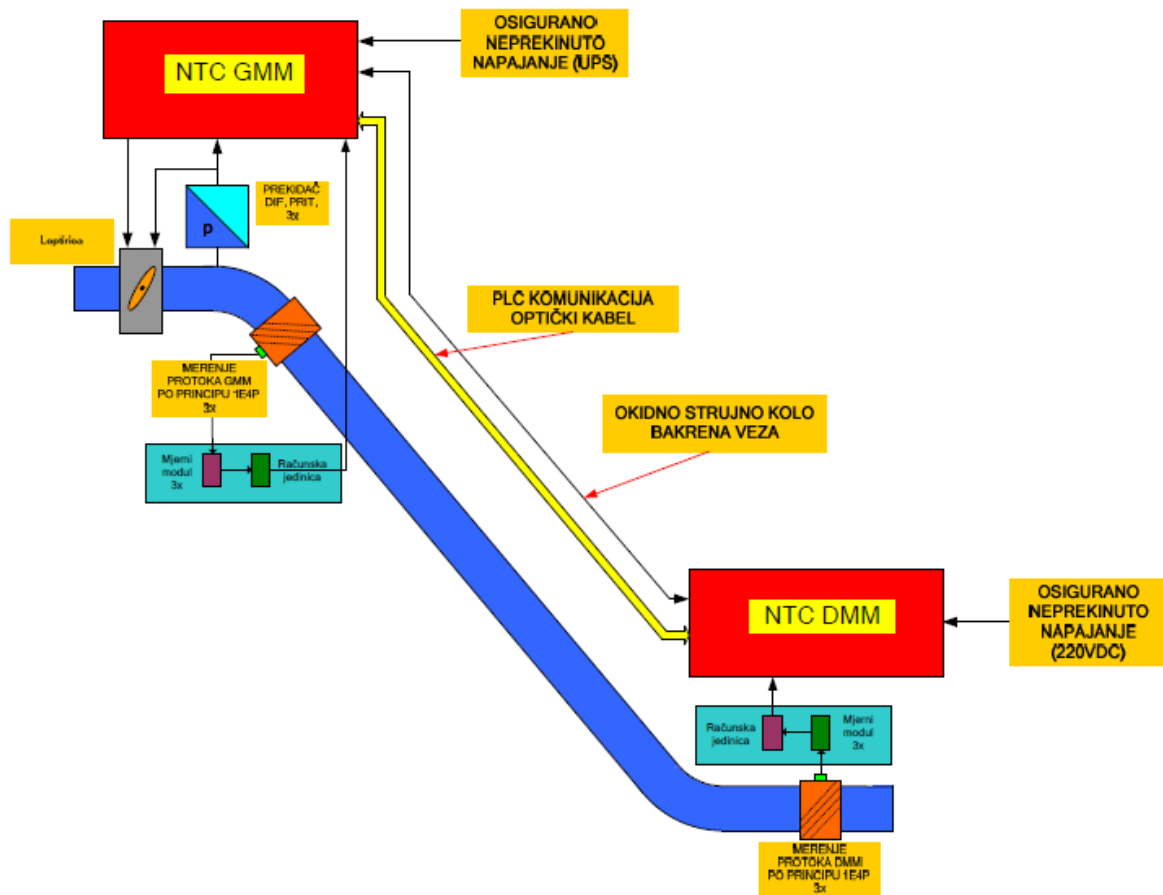 OSIGURANO
NEPREKINUTO
NAPAJANJE (UPS)
NTC GMM
PREKIDAČ
DIF, PRIT,
3x
p
Leptirica
PLC KOMUNIKACIJA
OPTIČKI KABEL
MERENJE
PROTOKA GMM
PO PRINCIPU 1E4P
3x
OKIDNO STRUJNO KOLO
BAKRENA VEZA
Mjerni
modul
3x
Računska
jedinica
NTC DMM
OSIGURANO
NEPREKINUTO
NAPAJANJE
(220VDC)
Računska
jedinica
Mjerni
modul
3x
MERENJE
PROTOKA DMMI
PO PRINCIPU 1E4P
3x